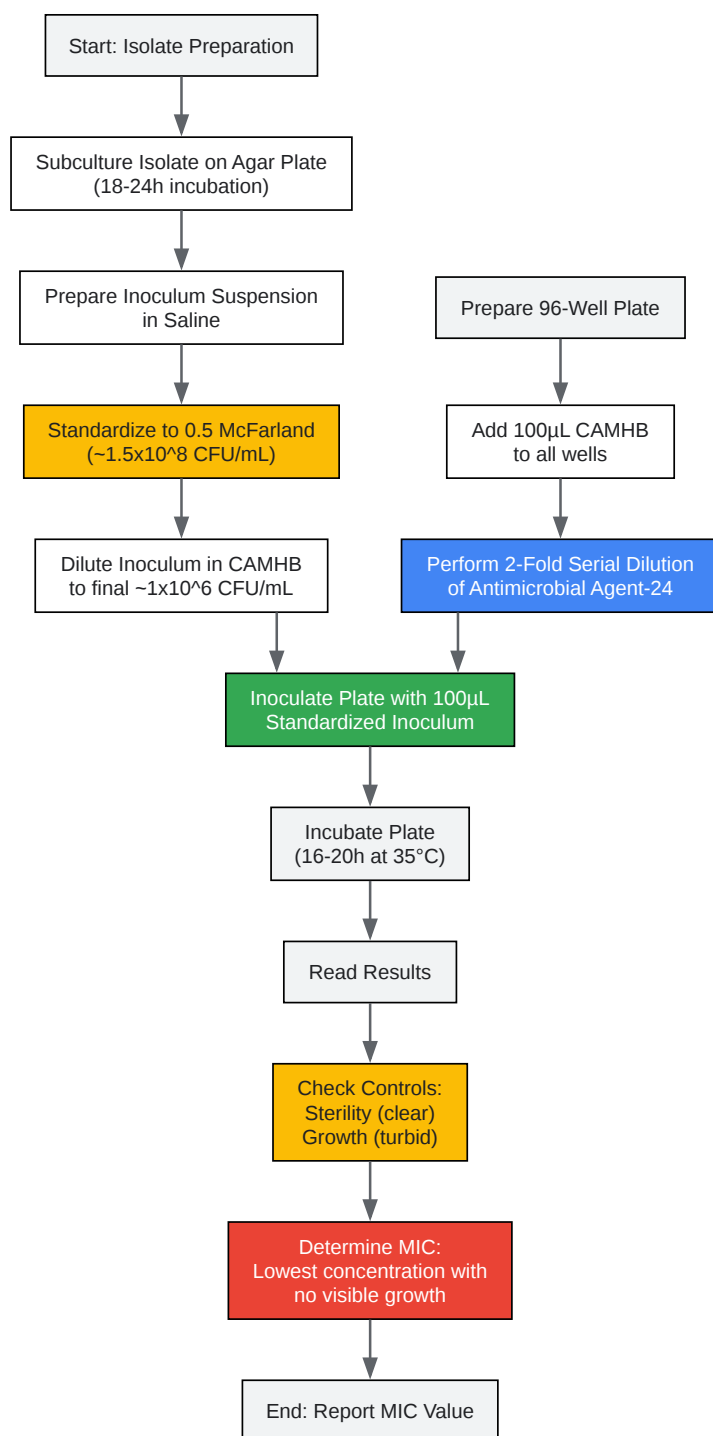 Start: Isolate Preparation
Subculture Isolate on Agar Plate
(18-24h incubation)
Prepare Inoculum Suspension
in Saline
Prepare 96-Well Plate
Standardize to 0.5 McFarland
(~1.5x10^8 CFU/mL)
Add 100µL CAMHB
to all wells
Dilute Inoculum in CAMHB
to final ~1x10^6 CFU/mL
Perform 2-Fold Serial Dilution
of Antimicrobial Agent-24
Inoculate Plate with 100µL
Standardized Inoculum
Incubate Plate
(16-20h at 35°C)
Read Results
Check Controls:
Sterility (clear)
Growth (turbid)
Determine MIC:
Lowest concentration with
no visible growth
End: Report MIC Value